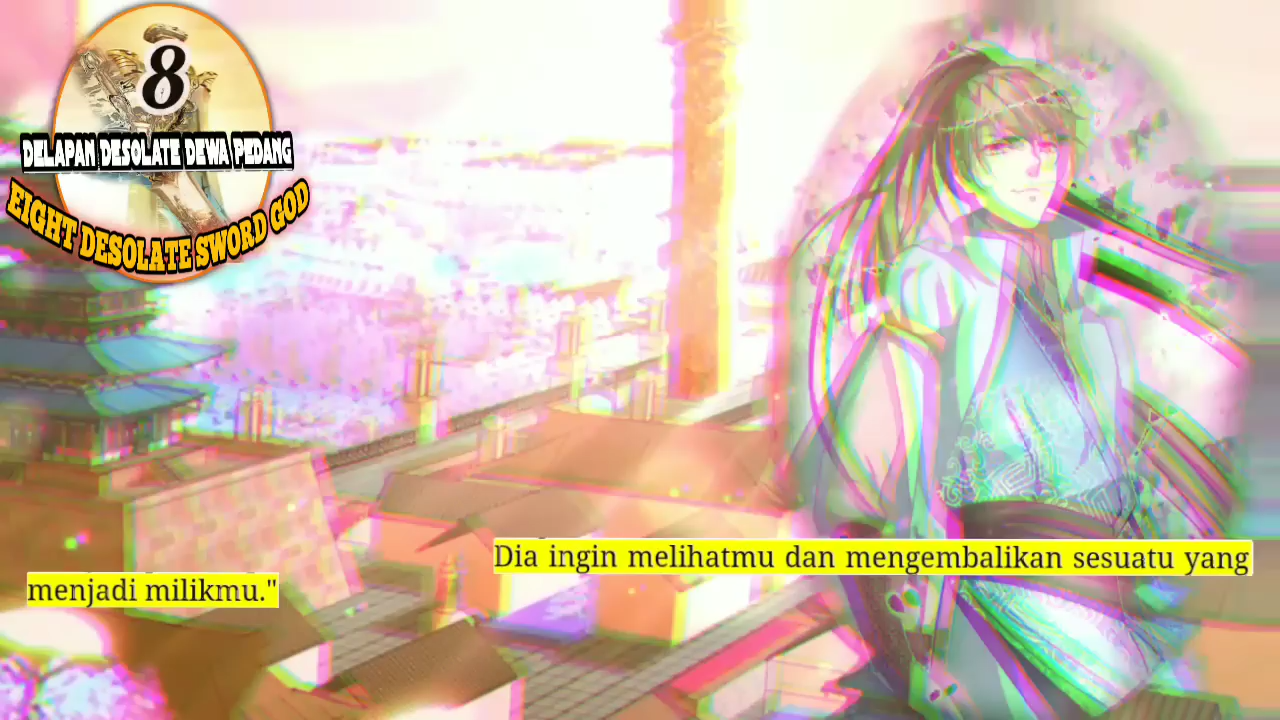 8
DELAPAN DESOLATE DEWA PEDANG
EIGHT DESOLATE SWORD GOD
Dia ingin melihatmu dan mengembalikan sesuatu yang
menjadi milikmu."